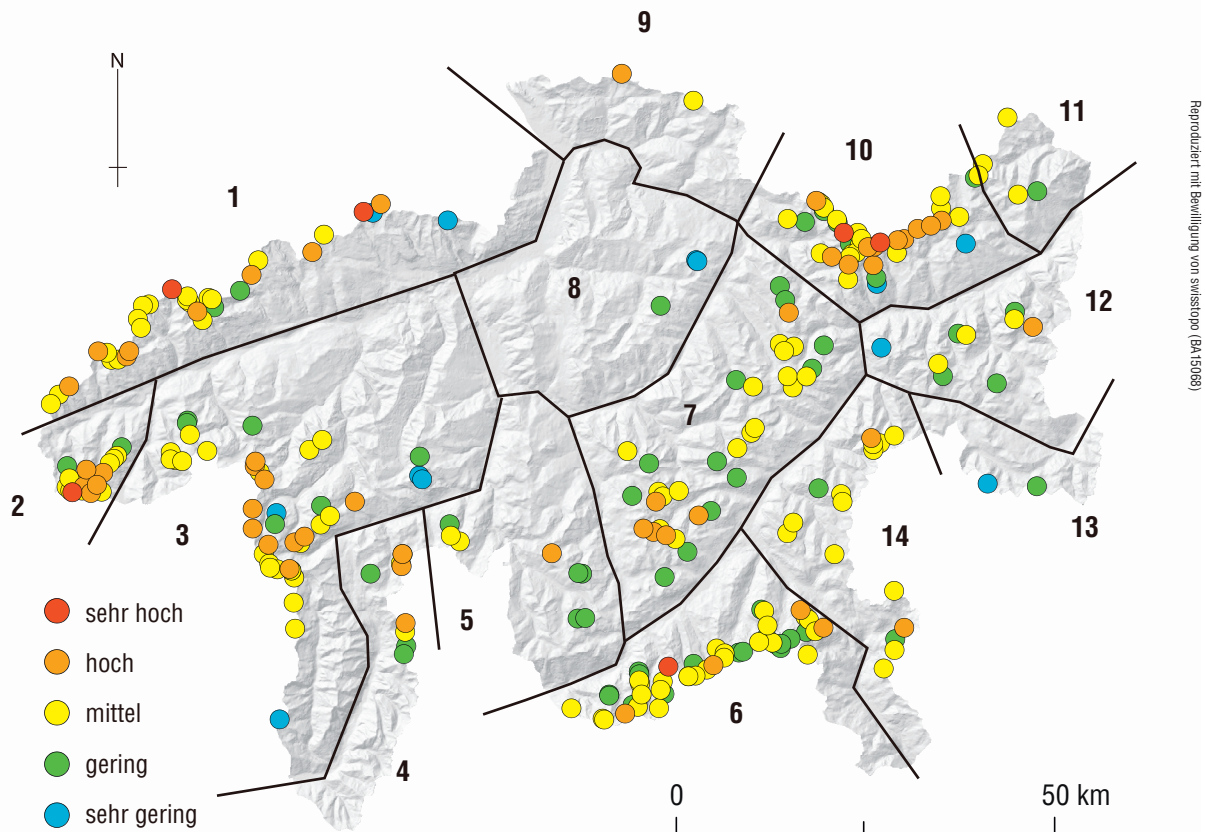 9
N
11
10
1
Reproduziert mit Bewilligung von swisstopo (BA15068)
8
12
7
2
3
13
14
sehr hoch
5
hoch
mittel
6
gering
4
sehr gering
0
50 km